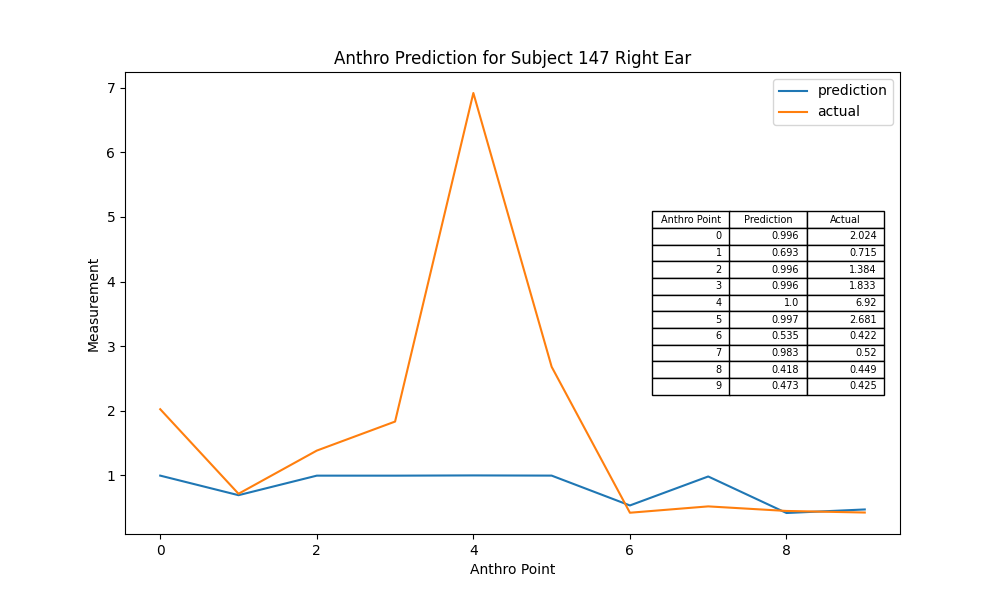 Anthro Prediction for Subject 147 Right Ear
7
6
5
4
3
2
1
Measurement
prediction
actual
Anthro Point Prediction Actual
0 0.996 2.024
1 0.693 0.715
2 0.996 1.384
3 0.996 1.833
4 1.0 6.92
5 0.997 2.681
6 0.535 0.422
7 0.983 0.52
8 0.418 0.449
9 0.473 0.425
0 2 4 6 8
Anthro Point